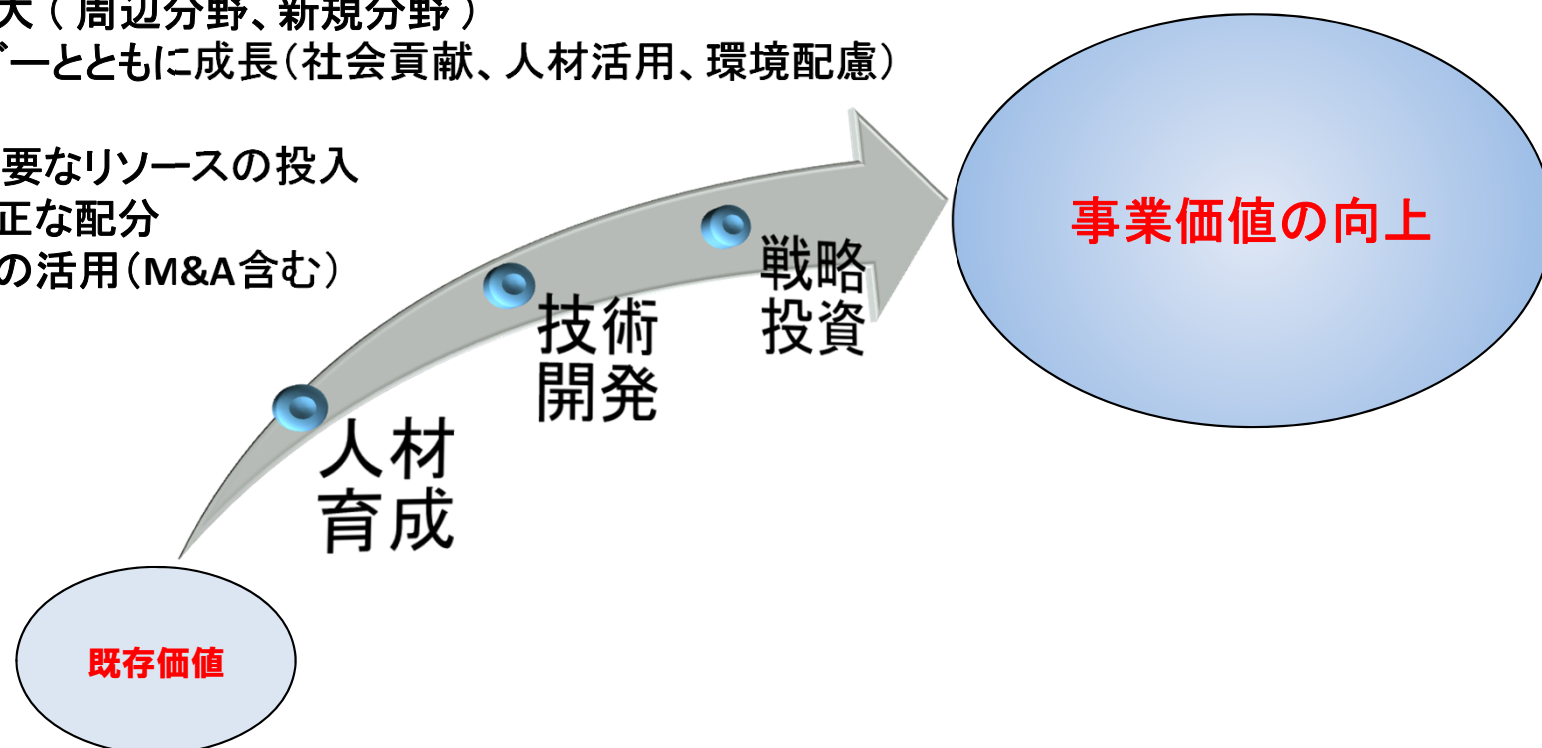 大（周辺分野、新規分野）
ーとともに成長（社会貢献、人材活用、環境配慮）
要なリソースの投入
正な配分
の活用（M&A含む）
事業価値の向上
戦略
投資
技術
開発
人材
育成
既存価値